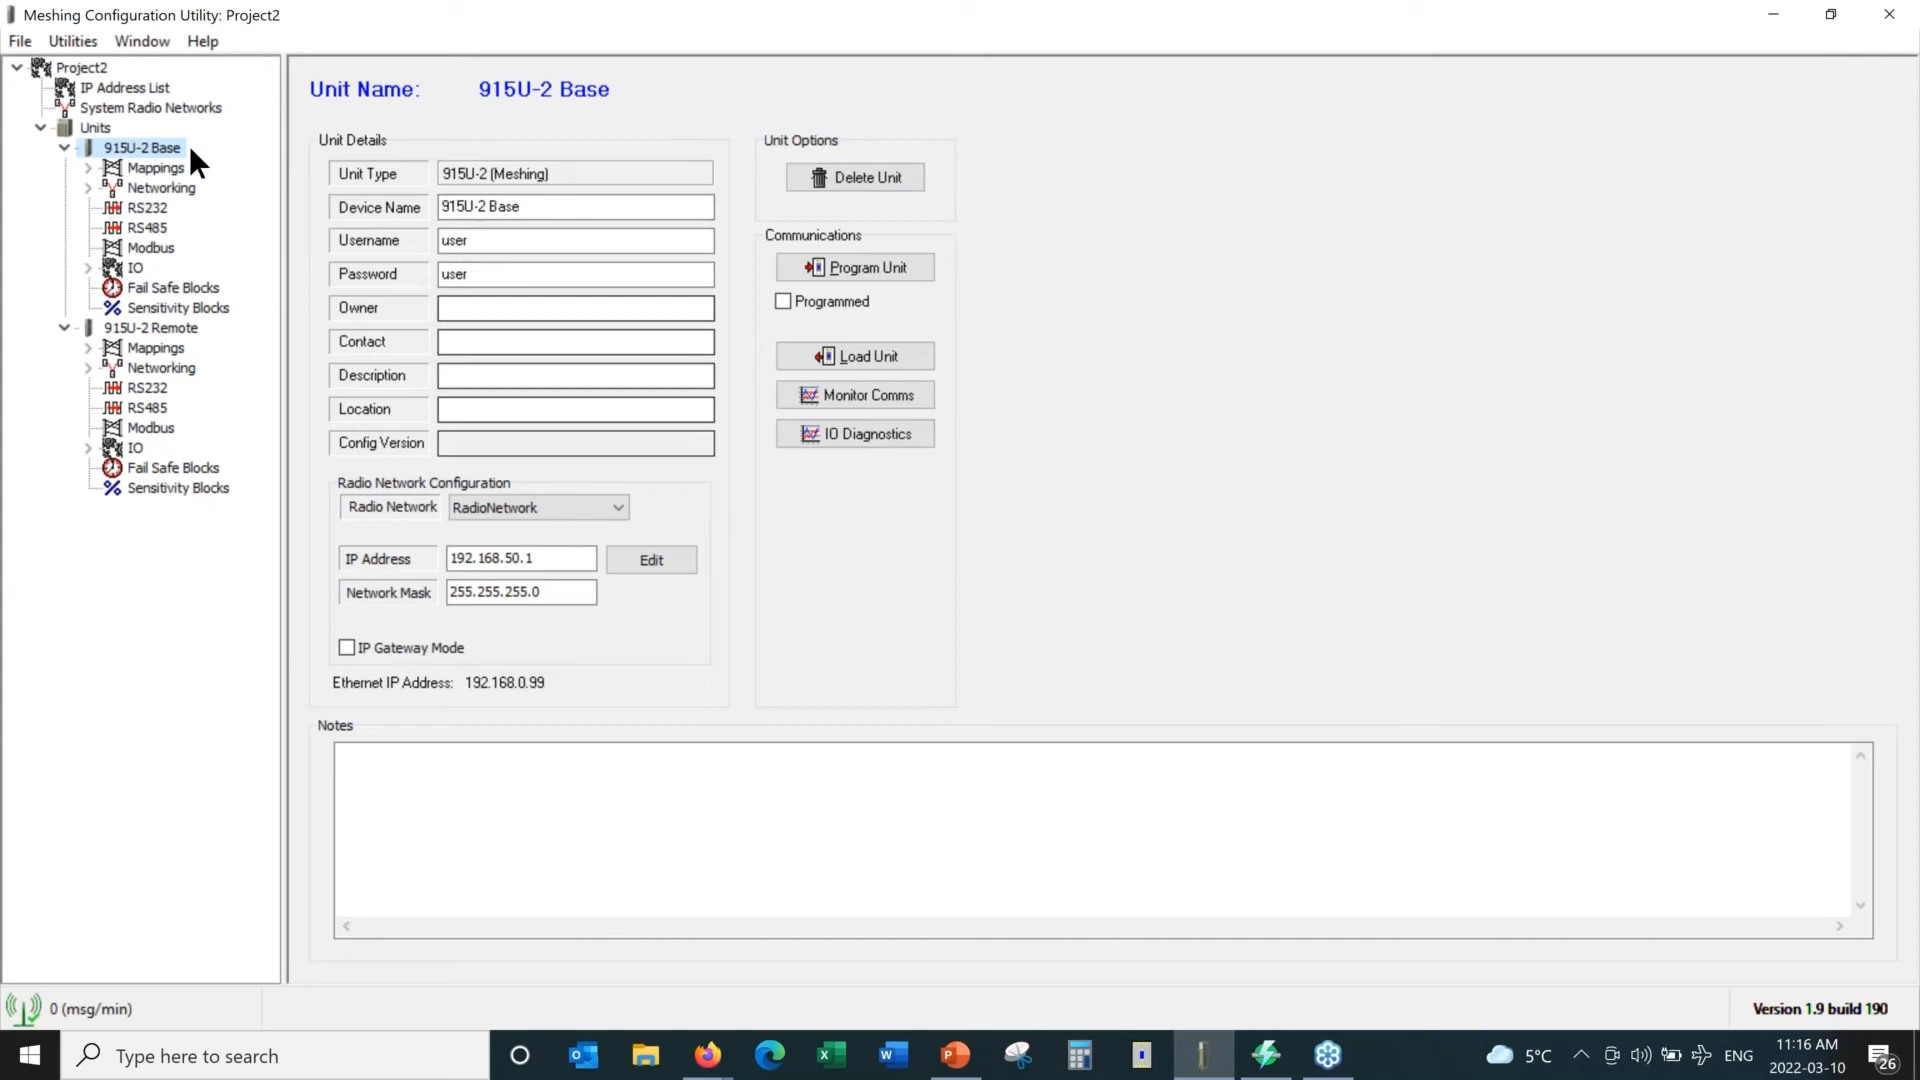 Meshing Configuration Utility: Project2
File Utilities Window Help
Project2
IP Address List
System Radio Networks
Units
915U-2 Base
Mappings
Networking
RS232
RS485
Modbus
IO
Fail Safe Blocks
Sensitivity Blocks
915U-2 Remote
Mappings
Networking
RS232
RS485
Modbus
IO
Fail Safe Blocks
Sensitivity Blocks
Unit Name: 915U-2 Base
Unit Details
Unit Type 915U-2 (Meshing)
Device Name 915U-2 Base
Username user
Password user
Owner
Contact
Description
Location
Config Version
Radio Network Configuration
Radio Network RadioNetwork
IP Address 192.168.50.1 Edit
Network Mask 255.255.255.0
IP Gateway Mode
Ethernet IP Address: 192.168.0.99
Unit Options
Delete Unit
Communications
Program Unit
Programmed
Load Unit
Monitor Comms
IO Diagnostics
Notes
0 (msg/min)
Version 1.9 build 190
Type here to search
5°C
ENG
11:16 AM
2022-03-10
26